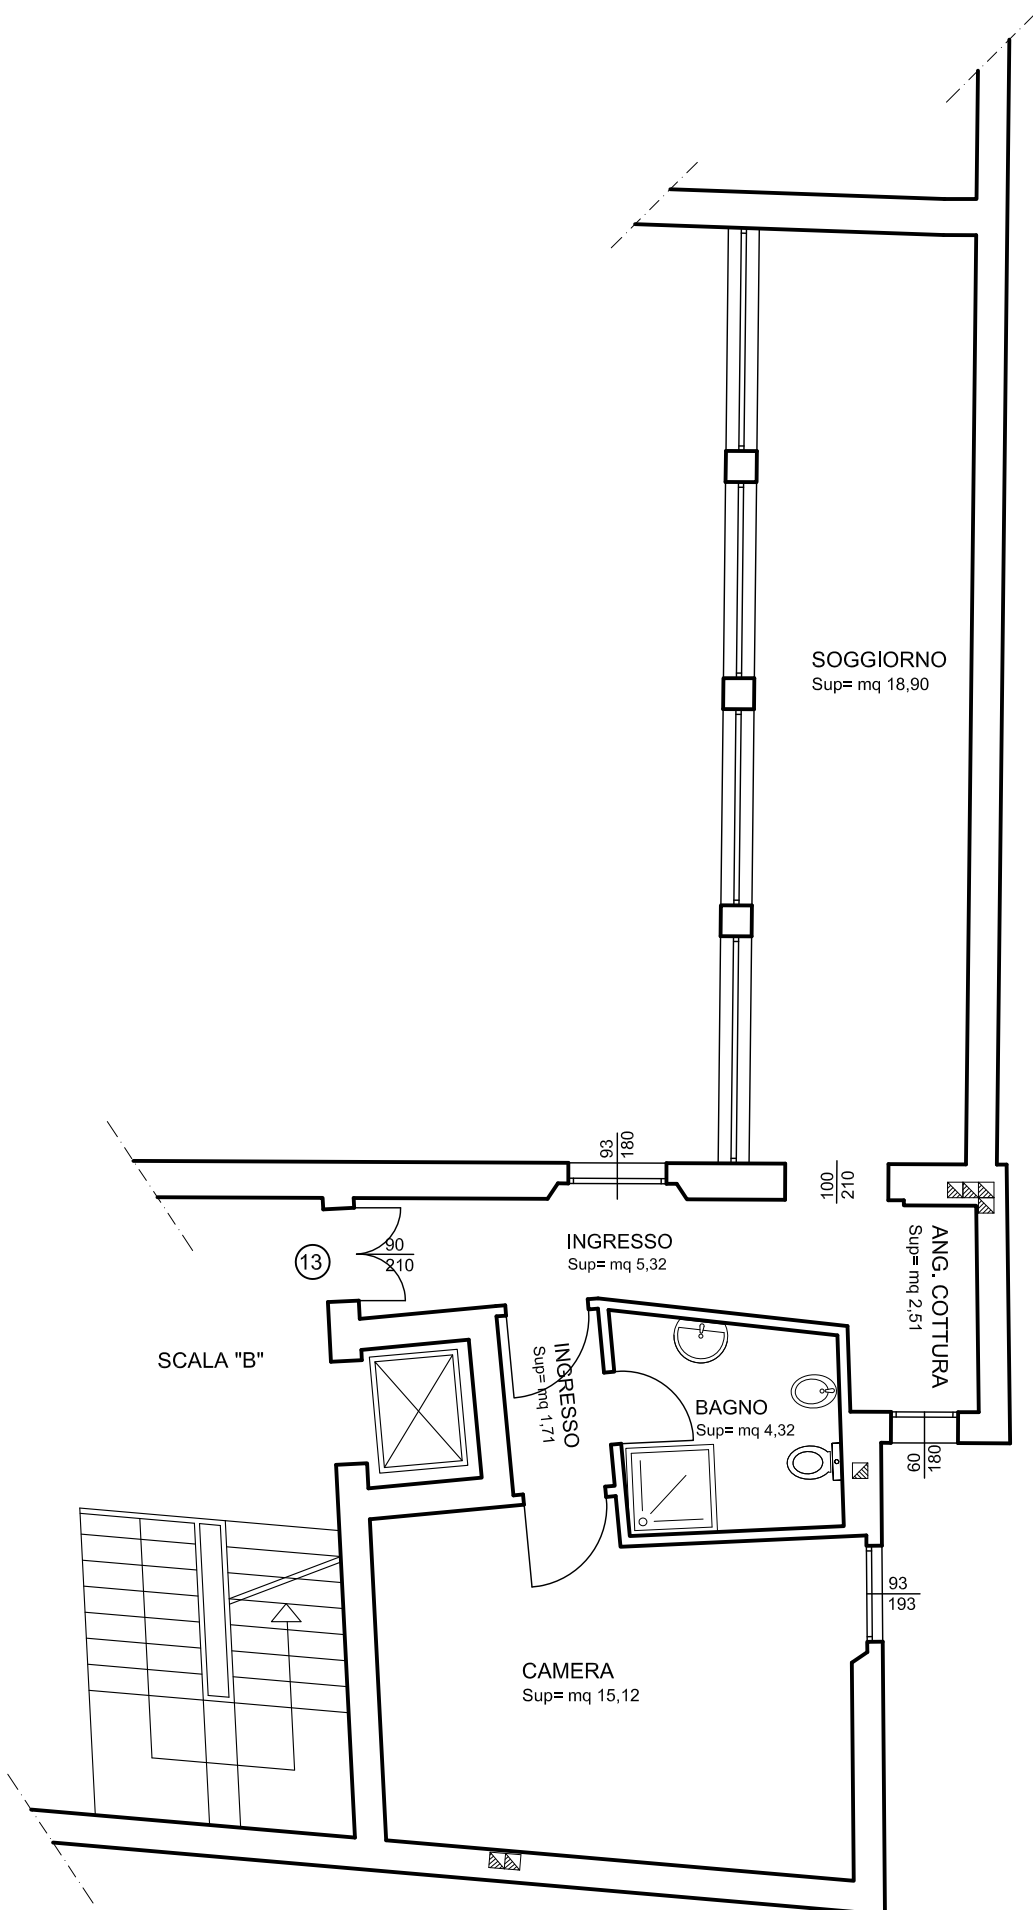 SOGGIORNO
Sup= mq 18,90
93
180
100
210
13
90
210
INGRESSO
Sup= mq 5,32
ANG. COTTURA
Sup= mq 2,51
SCALA "B"
INGRESSO
Sup= mq 1,71
BAGNO
Sup= mq 4,32
180
60
93
193
CAMERA
Sup= mq 15,12